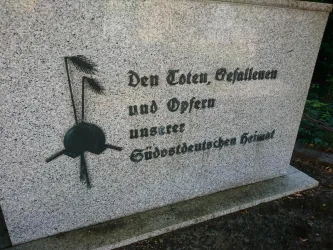 Den Toten, Gefallenen
und Opfern
unserer
Südostdeutschen Heimat